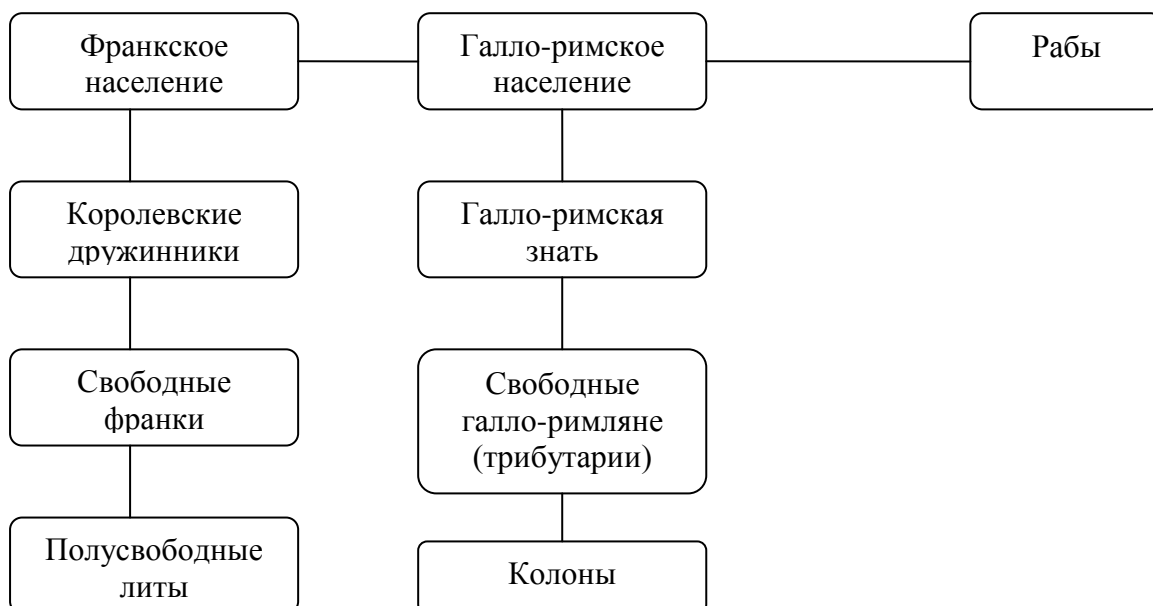 Франкское
население
Галло-римское
население
Рабы
Королевские
дружинники
Галло-римская
знать
Свободные
франки
Свободные
галло-римляне
(трибутарии)
Полусвободные
литы
Колоны